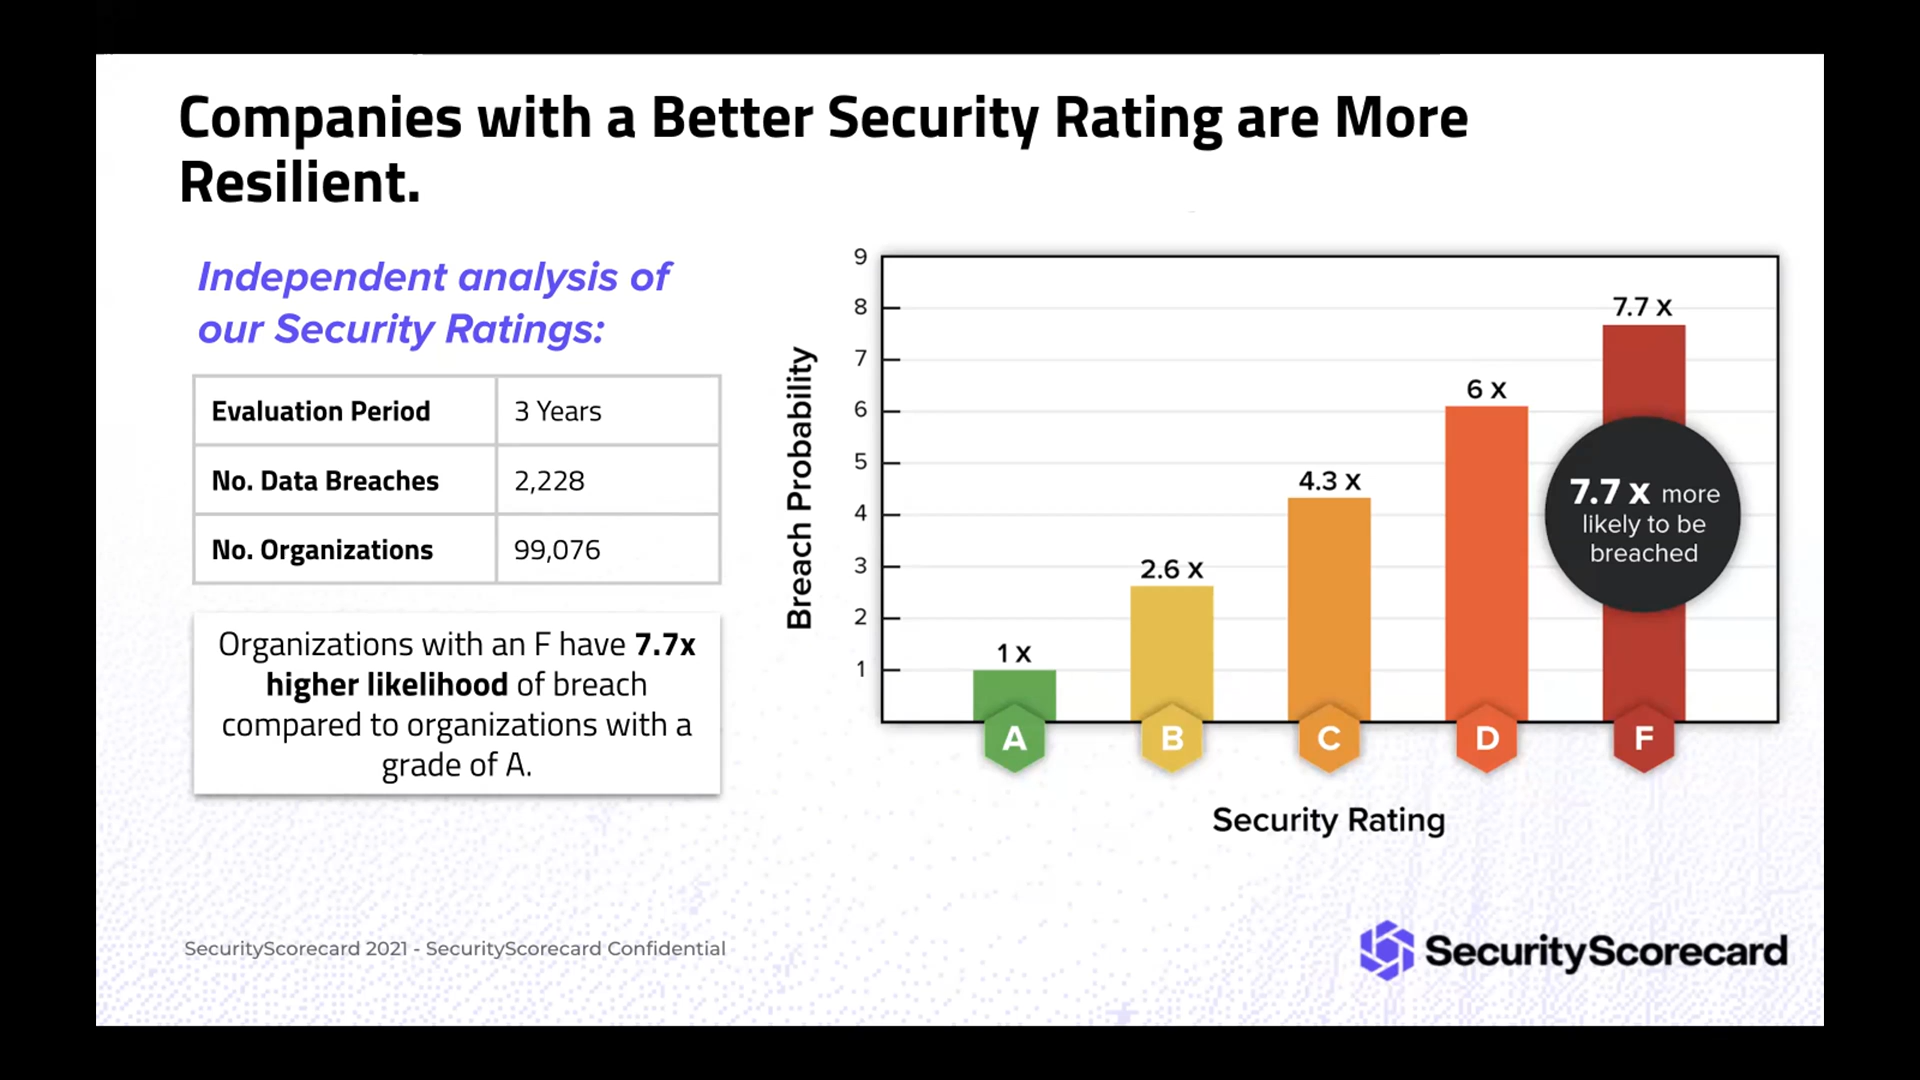 Companies with a Better Security Rating are More
Resilient.
Independent analysis of
our Security Ratings:
Evaluation Period 3 Years
No. Data Breaches 2,228
No. Organizations 99,076
Organizations with an F have 7.7x
higher likelihood of breach
compared to organizations with a
grade of A.
Breach Probability
9
8
7
6
5
4
3
2
1
1 x
2.6 x
4.3 x
6 x
7.7 x
7.7 x more
likely to be
breached
A
B
C
D
F
Security Rating
SecurityScorecard 2021 - SecurityScorecard Confidential
SecurityScorecard